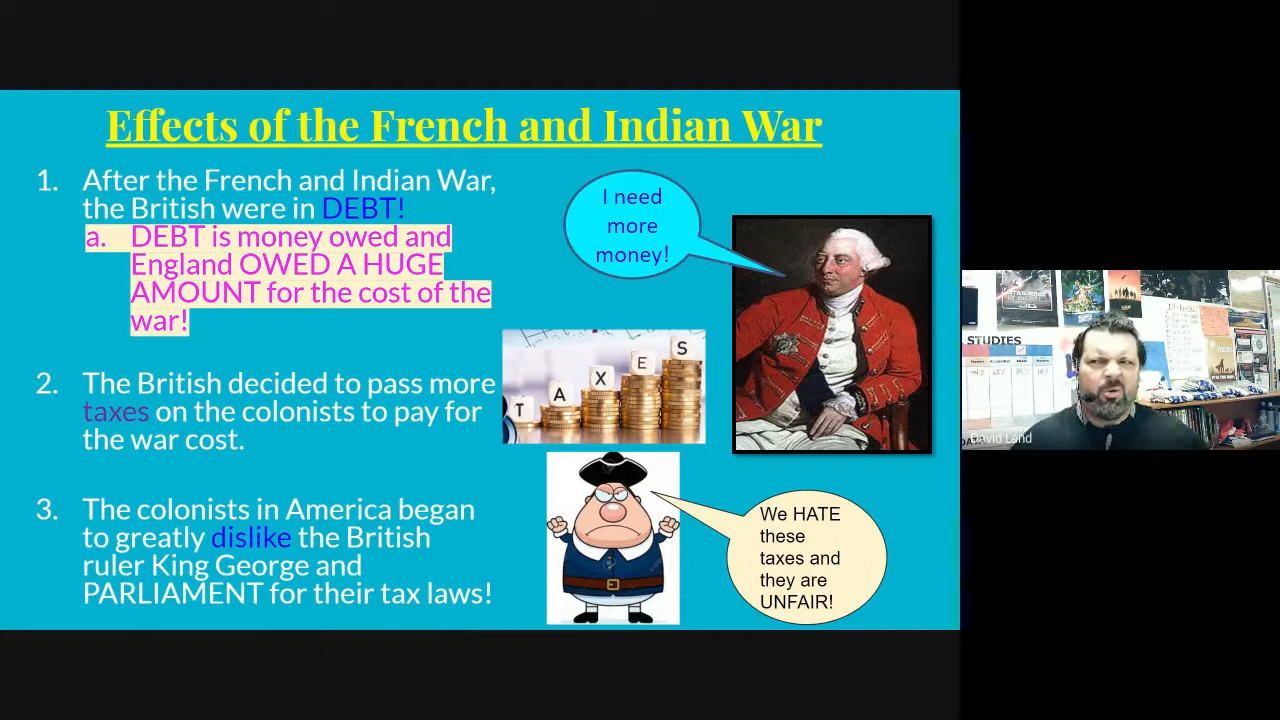 Effects of the French and Indian War
1. After the French and Indian War,
the British were in DEBT!
a. DEBT is money owed and
England OWED A HUGE
AMOUNT for the cost of the
war!
2. The British decided to pass more
taxes on the colonists to pay for
the war cost.
3. The colonists in America began
to greatly dislike the British
ruler King George and
PARLIAMENT for their tax laws!
I need
more
money!
T A X E S
We HATE
these
taxes and
they are
UNFAIR!
STUDIES
David Land